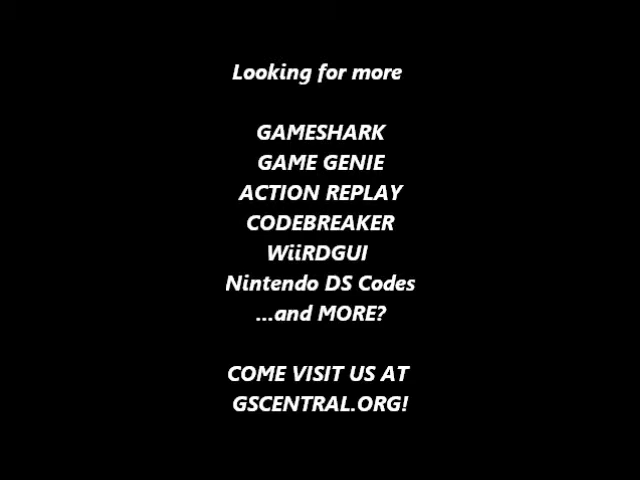 Looking for more
GAMESHARK
GAME GENIE
ACTION REPLAY
CODEBREAKER
WiiRDGUI
Nintendo DS Codes
...and MORE?
COME VISIT US AT
GSCENTRAL.ORG!